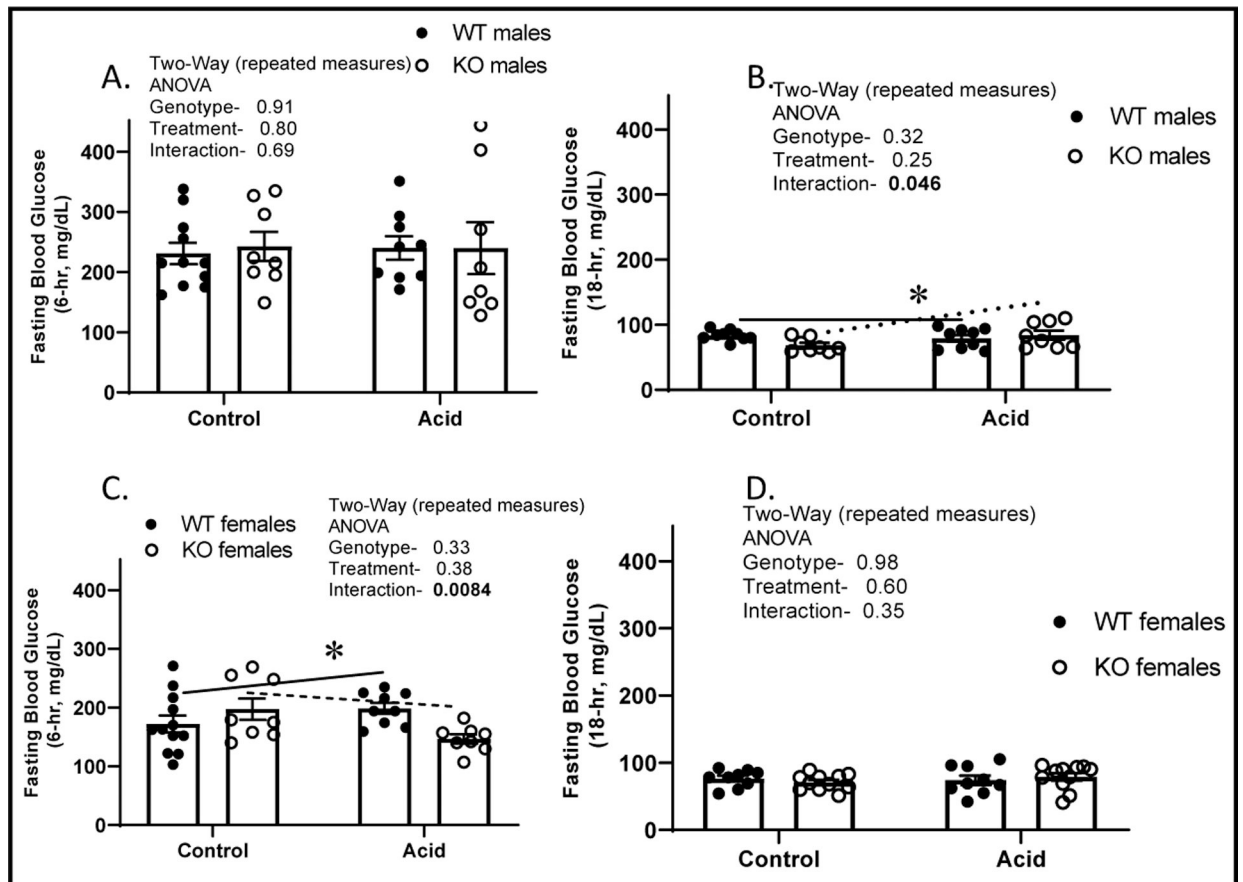 WT males
KO males
A.
Two-Way (repeated measures)
ANOVA
Genotype- 0.91
Treatment- 0.80
Interaction- 0.69
Fasting Blood Glucose
(6-hr, mg/dL)
400
300
200
100
0
Control
Acid
B.
Two-Way (repeated measures)
ANOVA
Genotype- 0.32
Treatment- 0.25
Interaction- 0.046
WT males
KO males
Fasting Blood Glucose
(18-hr, mg/dL)
400
300
200
100
0
*
Control
Acid
C.
WT females
KO females
Two-Way (repeated measures)
ANOVA
Genotype- 0.33
Treatment- 0.38
Interaction- 0.0084
Fasting Blood Glucose
(6-hr, mg/dL)
400
300
200
100
0
*
Control
Acid
D.
Two-Way (repeated measures)
ANOVA
Genotype- 0.98
Treatment- 0.60
Interaction- 0.35
WT females
KO females
Fasting Blood Glucose
(18-hr, mg/dL)
400
300
200
100
0
Control
Acid